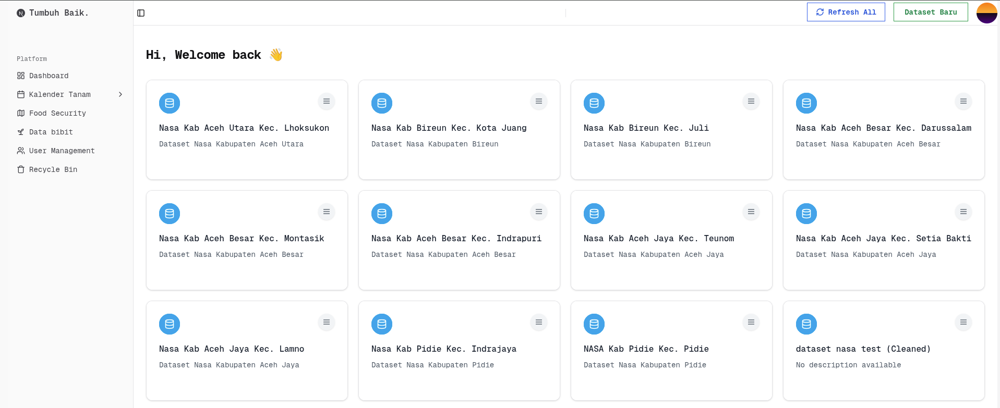 Tumbuh Baik.
Refresh All
Dataset Baru
Platform
Dashboard
Kalender Tanam
Food Security
Data bibit
User Management
Recycle Bin
Hi, Welcome back 👋
Nasa Kab Aceh Utara Kec. Lhoksukon
Dataset Nasa Kabupaten Aceh Utara
Nasa Kab Bireun Kec. Kota Juang
Dataset Nasa Kabupaten Bireun
Nasa Kab Bireun Kec. Juli
Dataset Nasa Kabupaten Bireun
Nasa Kab Aceh Besar Kec. Darussalam
Dataset Nasa Kabupaten Aceh Besar
Nasa Kab Aceh Besar Kec. Montasik
Dataset Nasa Kabupaten Aceh Besar
Nasa Kab Aceh Besar Kec. Indrapuri
Dataset Nasa Kabupaten Aceh Besar
Nasa Kab Aceh Jaya Kec. Teunom
Dataset Nasa Kabupaten Aceh Jaya
Nasa Kab Aceh Jaya Kec. Setia Bakti
Dataset Nasa Kabupaten Aceh Jaya
Nasa Kab Aceh Jaya Kec. Lamno
Dataset Nasa Kabupaten Aceh Jaya
Nasa Kab Pidie Kec. Indrajaya
Dataset Nasa Kabupaten Pidie
NASA Kab Pidie Kec. Pidie
Dataset Nasa Kabupaten Pidie
dataset nasa test (Cleaned)
No description available